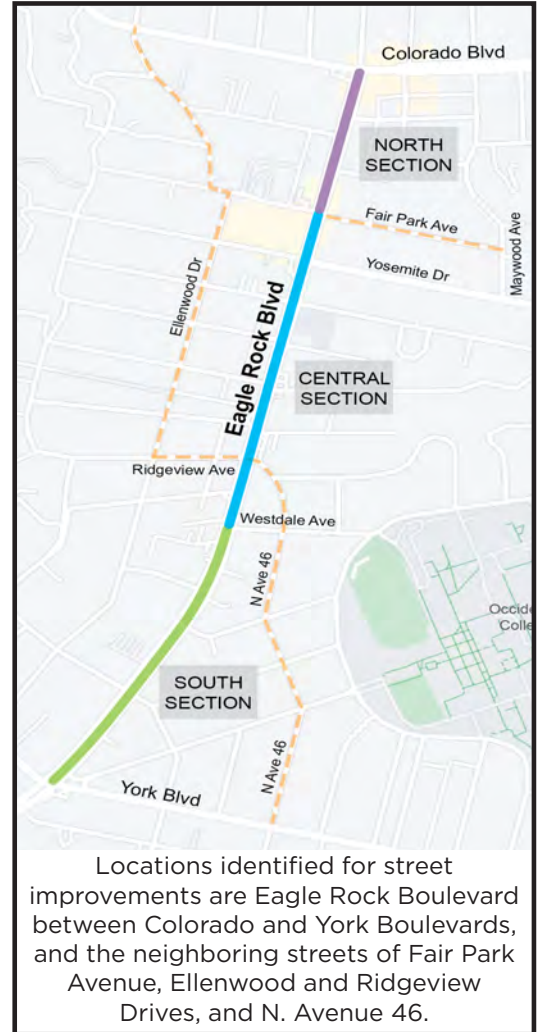 Colorado Blvd
NORTH
SECTION
Fair Park Ave
Maywood Ave
Yosemite Dr
Ellenwood Dr
Eagle Rock Blvd
CENTRAL
SECTION
Ridgeview Ave
Westdale Ave
N Ave 46
SOUTH
SECTION
N Ave 46
York Blvd
Locations identified for street
improvements are Eagle Rock Boulevard
between Colorado and York Boulevards,
and the neighboring streets of Fair Park
Avenue, Ellenwood and Ridgeview
Drives, and N. Avenue 46.